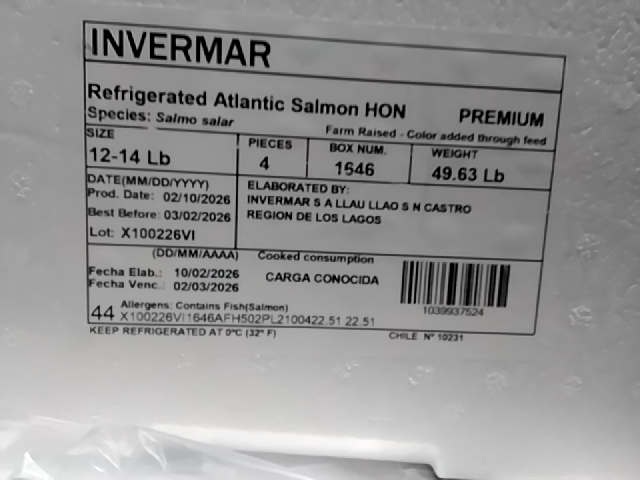 INVERMAR
Refrigerated Atlantic Salmon HON PREMIUM
Species: Salmo salar Farm Raised - Color added through feed
SIZE PIECES BOX NUM. WEIGHT
12-14 Lb 4 1646 49.63 Lb
DATE(MM/DD/YYYY) ELABORATED BY:
Prod. Date: 02/10/2026 INVERMAR S A LLAU LLAO S N CASTRO
Best Before: 03/02/2026 REGION DE LOS LAGOS
Lot: X100226VI
(DD/MM/AAAA) Cooked consumption
Fecha Elab.: 10/02/2026 CARGA CONOCIDA
Fecha Venc.: 02/03/2026
1039937524
Allergens: Contains Fish(Salmon)
44 X100226VI1646AFH502PL2100422.51 22.51
KEEP REFRIGERATED AT 0ºC (32° F) CHILE Nº 10231